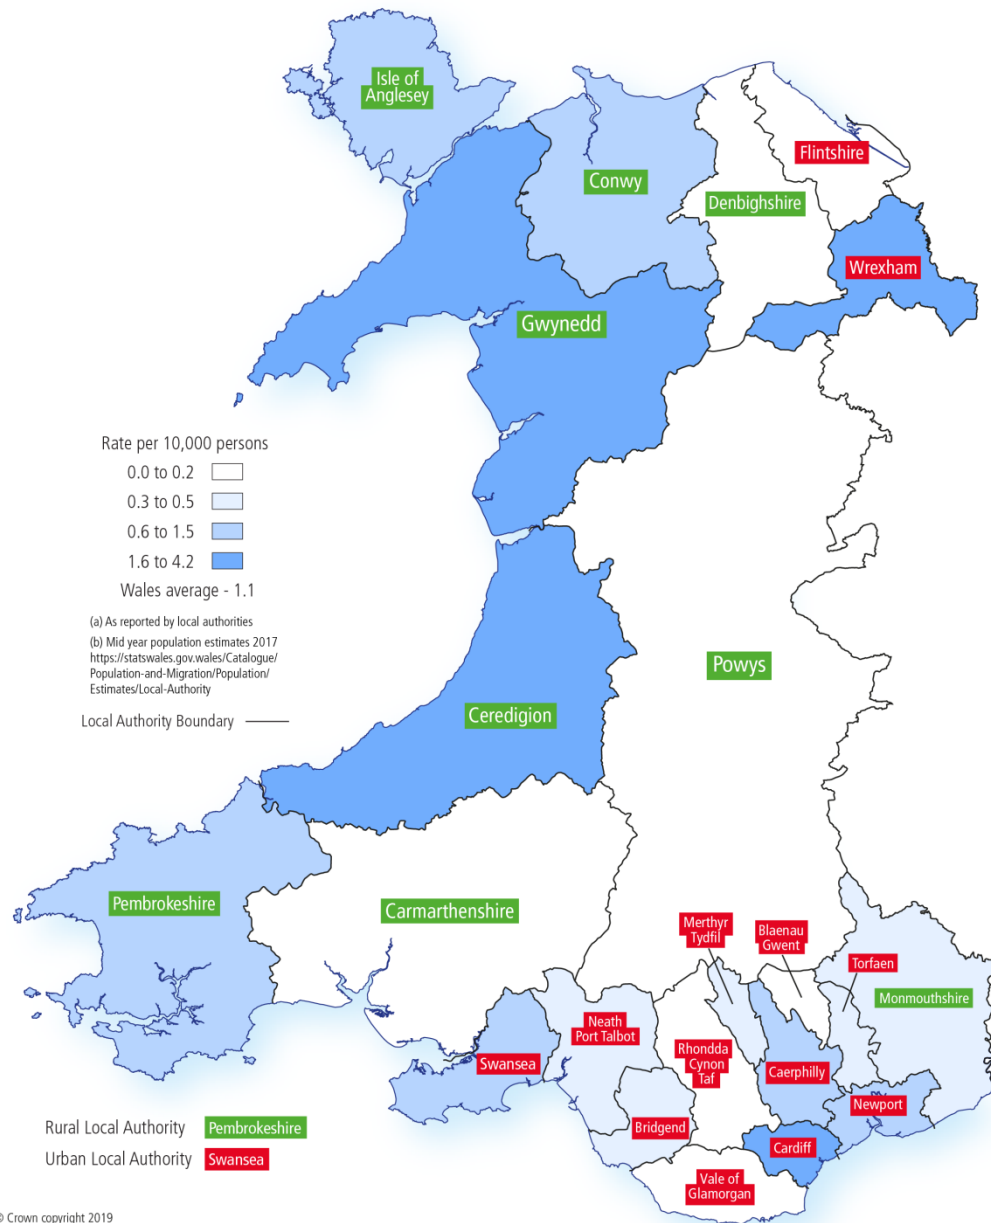 Isle of
Anglesey
Flintshire
Conwy
Denbighshire
Wrexham
Gwynedd
Rate per 10,000 persons
0.0 to 0.2
0.3 to 0.5
0.6 to 1.5
1.6 to 4.2
Wales average - 1.1
(a) As reported by local authorities
(b) Mid year population estimates 2017
https://statswales.gov.wales/Catalogue/
Population-and-Migration/Population/
Estimates/Local-Authority
Local Authority Boundary
Powys
Ceredigion
Pembrokeshire
Carmarthenshire
Merthyr
Tydfil
Blaenau
Gwent
Torfaen
Monmouthshire
Neath
Port Talbot
Swansea
Rhondda
Cynon
Taf
Caerphilly
Newport
Bridgend
Cardiff
Vale of
Glamorgan
Rural Local Authority Pembrokeshire
Urban Local Authority Swansea
© Crown copyright 2019